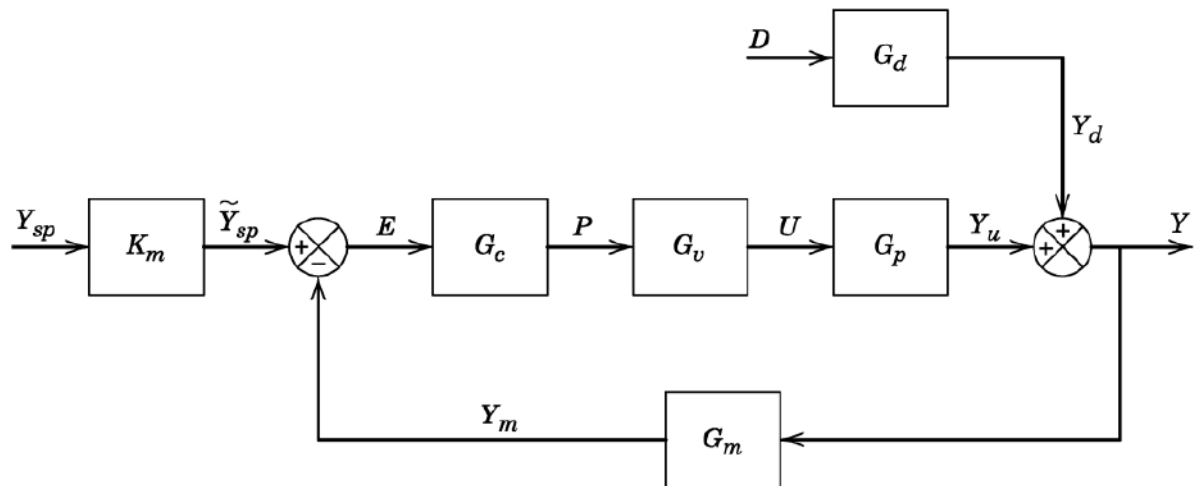 D
G_d
Y_d
Y_sp
K_m
Ỹ_sp
+
−
E
G_c
P
G_v
U
G_p
Y_u
+
+
Y
Y_m
G_m